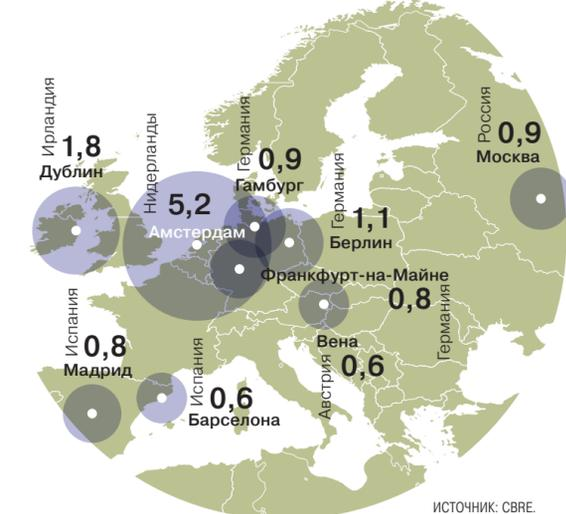 Ирландия
1,8
Дублин
Нидерланды
5,2
Амстердам
Германия
0,9
Гамбург
Германия
1,1
Берлин
Россия
0,9
Москва
Франкфурт-на-Майне
0,8
Германия
Испания
0,8
Мадрид
Испания
0,6
Барселона
Вена
Австрия
0,6
ИСТОЧНИК: CBRE.